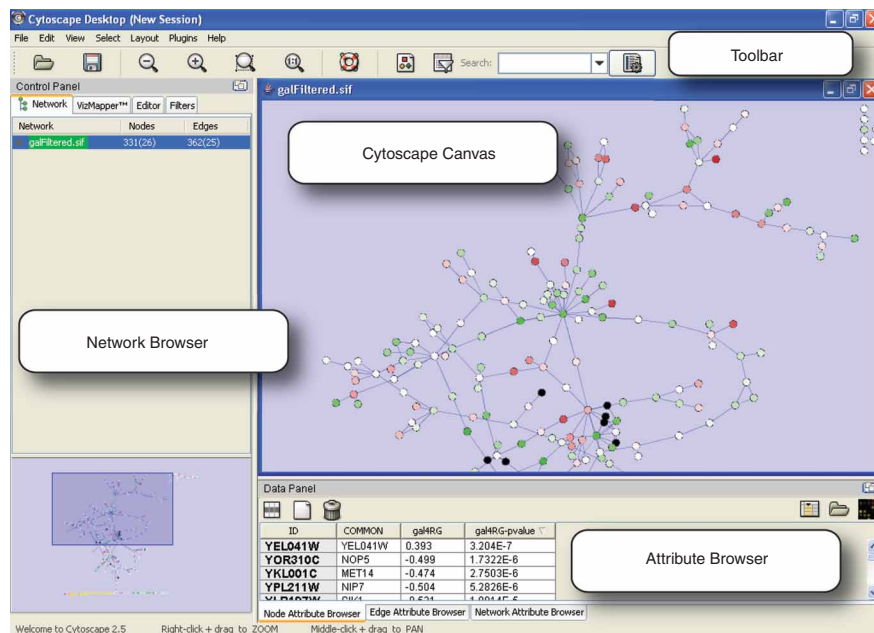 Cytoscape Desktop (New Session)
File Edit View Select Layout Plugins Help
Search:
Toolbar
Control Panel
Network VizMapper™ Editor Filters
Network Nodes Edges
galFiltered.sif 331(26) 362(25)
galFiltered.sif
Cytoscape Canvas
Network Browser
Data Panel
ID COMMON gal4RG gal4RG-pvalue
YEL041W YEL041W 0.393 3.204E-7
YOR310C NOP5 -0.499 1.7322E-6
YKL001C MET14 -0.474 2.7503E-6
YPL211W NIP7 -0.504 5.2826E-6
Attribute Browser
Node Attribute Browser Edge Attribute Browser Network Attribute Browser
Welcome to Cytoscape 2.5 Right-click + drag to ZOOM Middle-click + drag to PAN